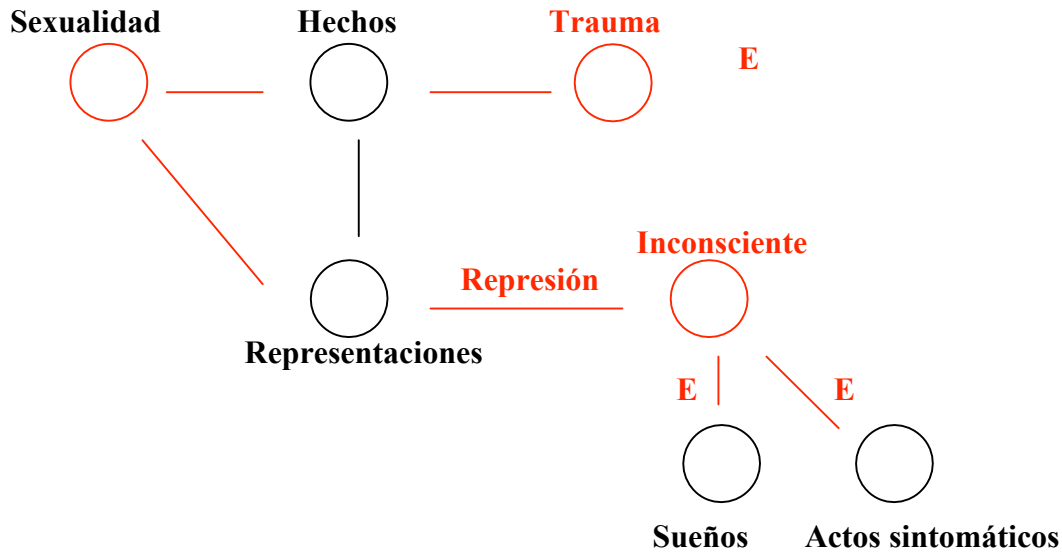 Sexualidad Hechos Trauma
E
Inconsciente
Represión
Representaciones
E E
Sueños Actos sintomáticos